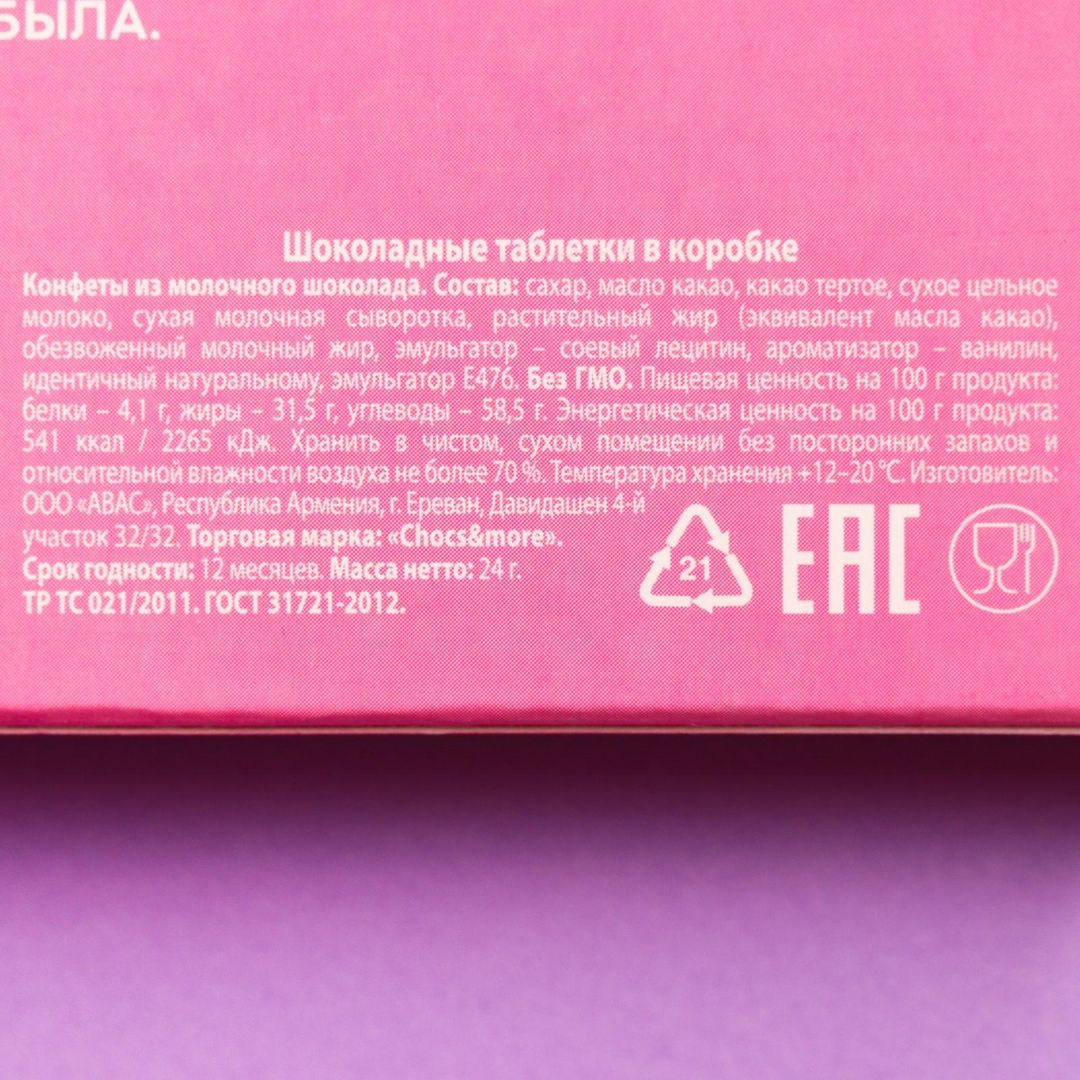 БЫЛА.
Шоколадные таблетки в коробке
Конфеты из молочного шоколада. Состав: сахар, масло какао, какао тертое, сухое цельное
молоко, сухая молочная сыворотка, растительный жир (эквивалент масла какао),
обезвоженный молочный жир, эмульгатор – соевый лецитин, ароматизатор – ванилин,
идентичный натуральному, эмульгатор Е476. Без ГМО. Пищевая ценность на 100 г продукта:
белки – 4,1 г, жиры – 31,5 г, углеводы – 58,5 г. Энергетическая ценность на 100 г продукта:
541 ккал / 2265 кДж. Хранить в чистом, сухом помещении без посторонних запахов и
относительной влажности воздуха не более 70 %. Температура хранения +12–20 °С. Изготовитель:
ООО «АВАС», Республика Армения, г. Ереван, Давидашен 4-й
участок 32/32. Торговая марка: «Chocs&more».
Срок годности: 12 месяцев. Масса нетто: 24 г.
ТР ТС 021/2011. ГОСТ 31721-2012.
21
EAC